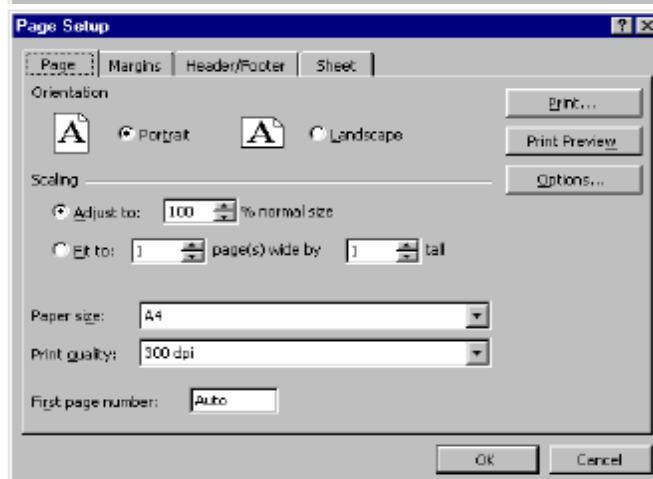 Page Setup
Page Margins Header/Footer Sheet
Orientation
A Portrait A Landscape
Print...
Print Preview
Options...
Scaling
Adjust to: 100 % normal size
Fit to: 1 page(s) wide by 1 tall
Paper size: A4
Print quality: 300 dpi
First page number: Auto
OK Cancel